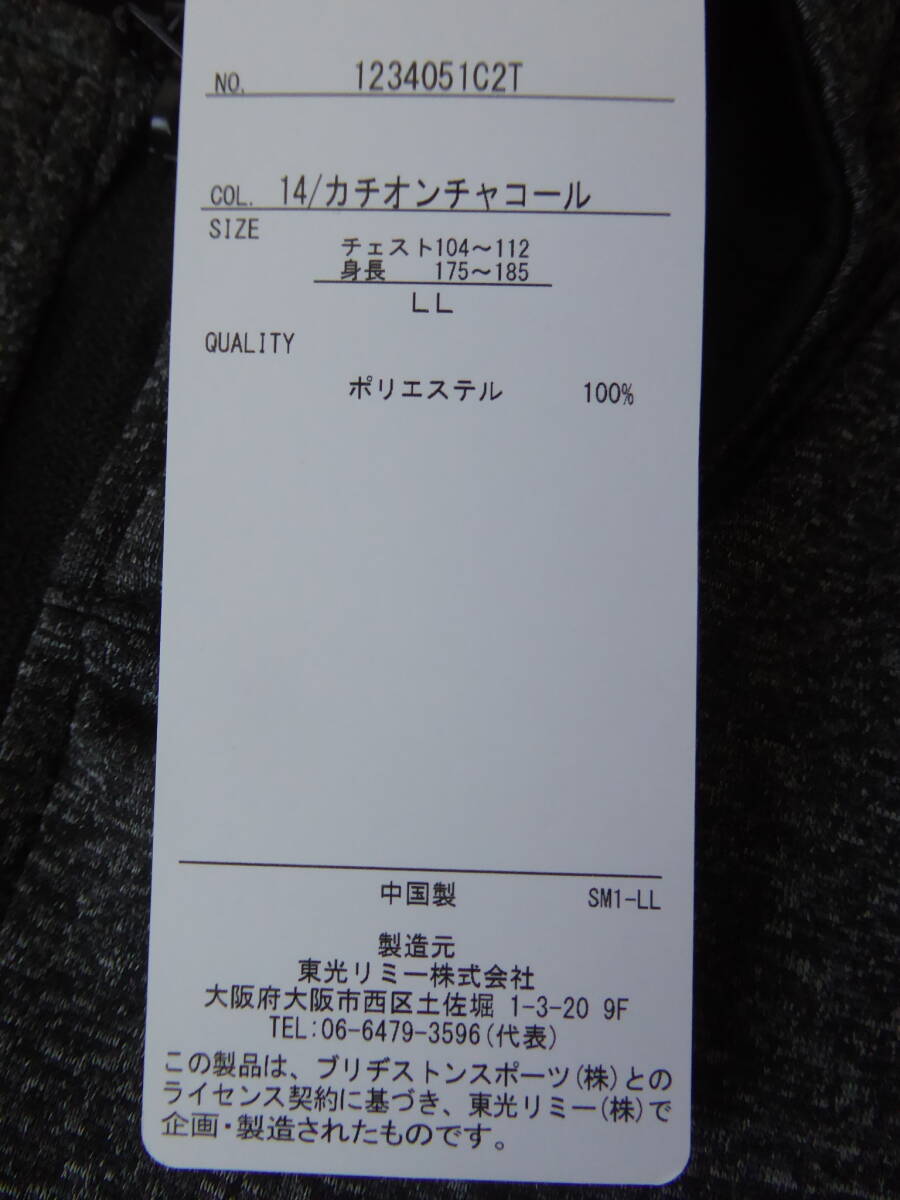 NO. 1234051C2T
COL. 14/カチオンチャコール
SIZE
チェスト104～112
身長 175～185
LL
QUALITY
ポリエステル 100%
中国製 SM1-LL
製造元
東光リミー株式会社
大阪府大阪市西区土佐堀 1-3-20 9F
TEL:06-6479-3596(代表)
この製品は、ブリヂストンスポーツ(株)との
ライセンス契約に基づき、東光リミー(株)で
企画・製造されたものです。